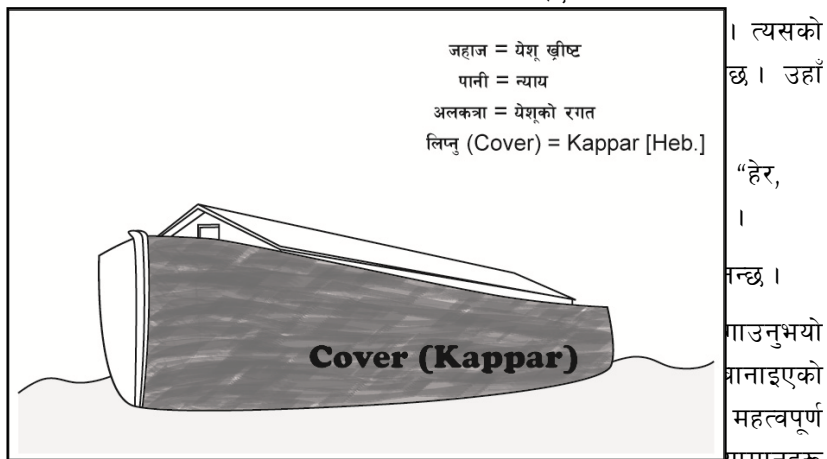 । त्यसको
जहाज = येशू ख्रीष्ट
छ । उहाँ
पानी = न्याय
अलकत्रा = येशूको रगत
लिप्नु (Cover) = Kappar [Heb.]
“हेर,
।
Cover (Kappar)
गाउनुभयो
महत्वपूर्ण